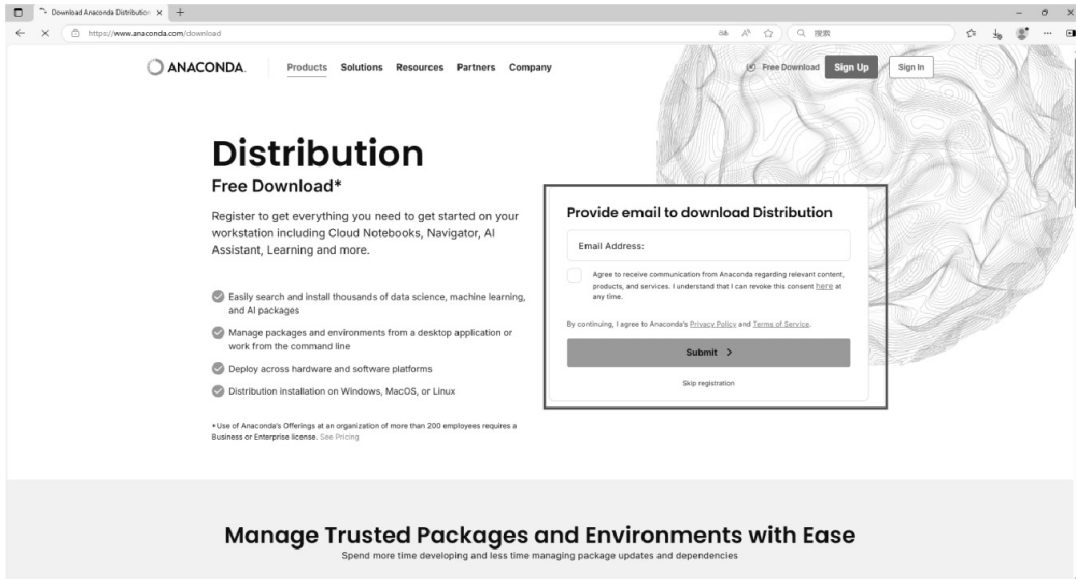 Download Anaconda Distribution
https://www.anaconda.com/download
搜索
ANACONDA.
Products Solutions Resources Partners Company
Free Download Sign Up Sign In
Distribution
Free Download*
Register to get everything you need to get started on your
workstation including Cloud Notebooks, Navigator, AI
Assistant, Learning and more.
Easily search and install thousands of data science, machine learning,
and AI packages
Manage packages and environments from a desktop application or
work from the command line
Deploy across hardware and software platforms
Distribution installation on Windows, MacOS, or Linux
*Use of Anaconda's Offerings at an organization of more than 200 employees requires a
Business or Enterprise license. See Pricing
Provide email to download Distribution
Email Address:
Agree to receive communication from Anaconda regarding relevant content,
products, and services. I understand that I can revoke this consent here at
any time.
By continuing, I agree to Anaconda's Privacy Policy and Terms of Service.
Submit
Skip registration
Manage Trusted Packages and Environments with Ease
Spend more time developing and less time managing package updates and dependencies